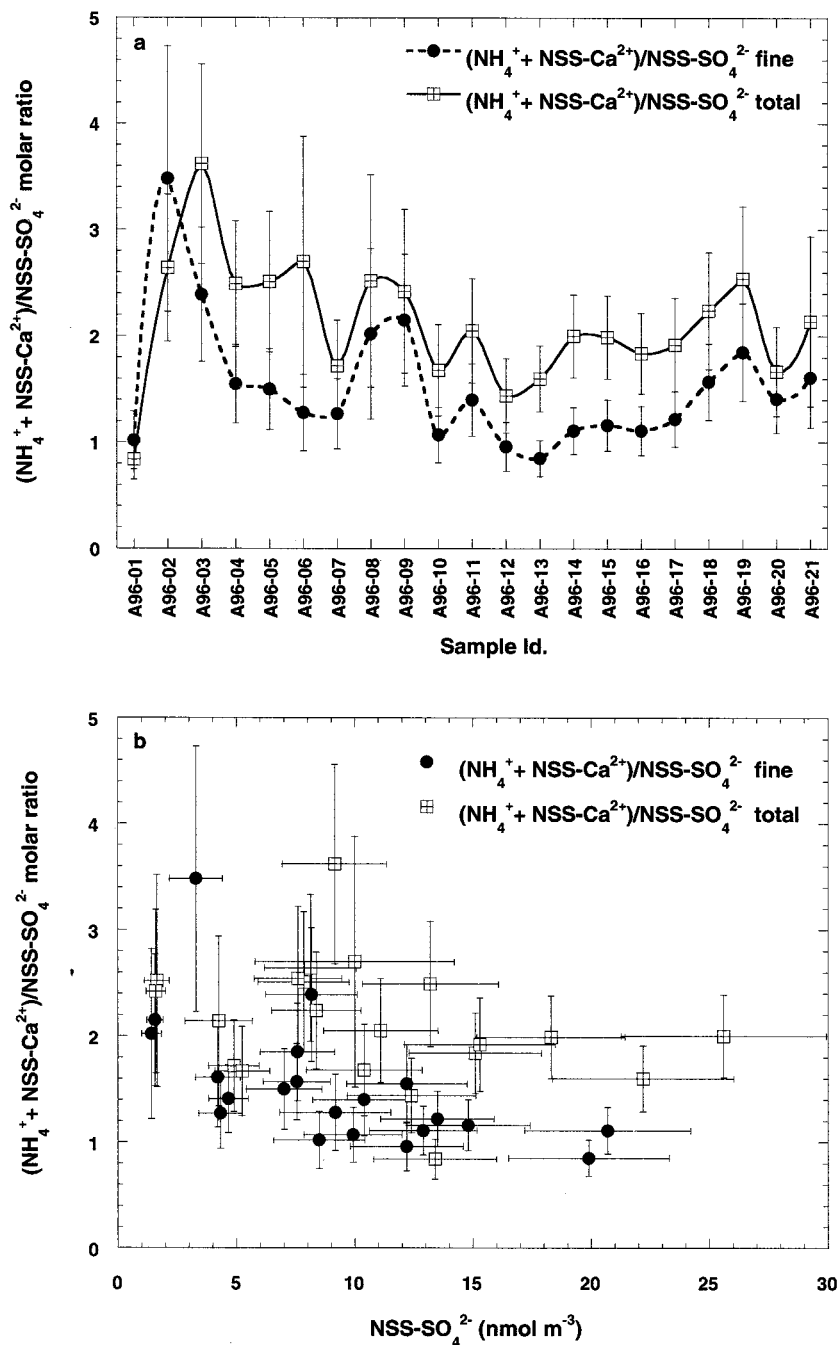 a
(NH₄⁺+ NSS-Ca²⁺)/NSS-SO₄²⁻ fine
(NH₄⁺+ NSS-Ca²⁺)/NSS-SO₄²⁻ total
(NH₄⁺+ NSS-Ca²⁺)/NSS-SO₄²⁻ molar ratio
5
4
3
2
1
0
A96-01
A96-02
A96-03
A96-04
A96-05
A96-06
A96-07
A96-08
A96-09
A96-10
A96-11
A96-12
A96-13
A96-14
A96-15
A96-16
A96-17
A96-18
A96-19
A96-20
A96-21
Sample Id.
b
(NH₄⁺+ NSS-Ca²⁺)/NSS-SO₄²⁻ fine
(NH₄⁺+ NSS-Ca²⁺)/NSS-SO₄²⁻ total
(NH₄⁺+ NSS-Ca²⁺)/NSS-SO₄²⁻ molar ratio
5
4
3
2
1
0
0 5 10 15 20 25 30
NSS-SO₄²⁻ (nmol m⁻³)